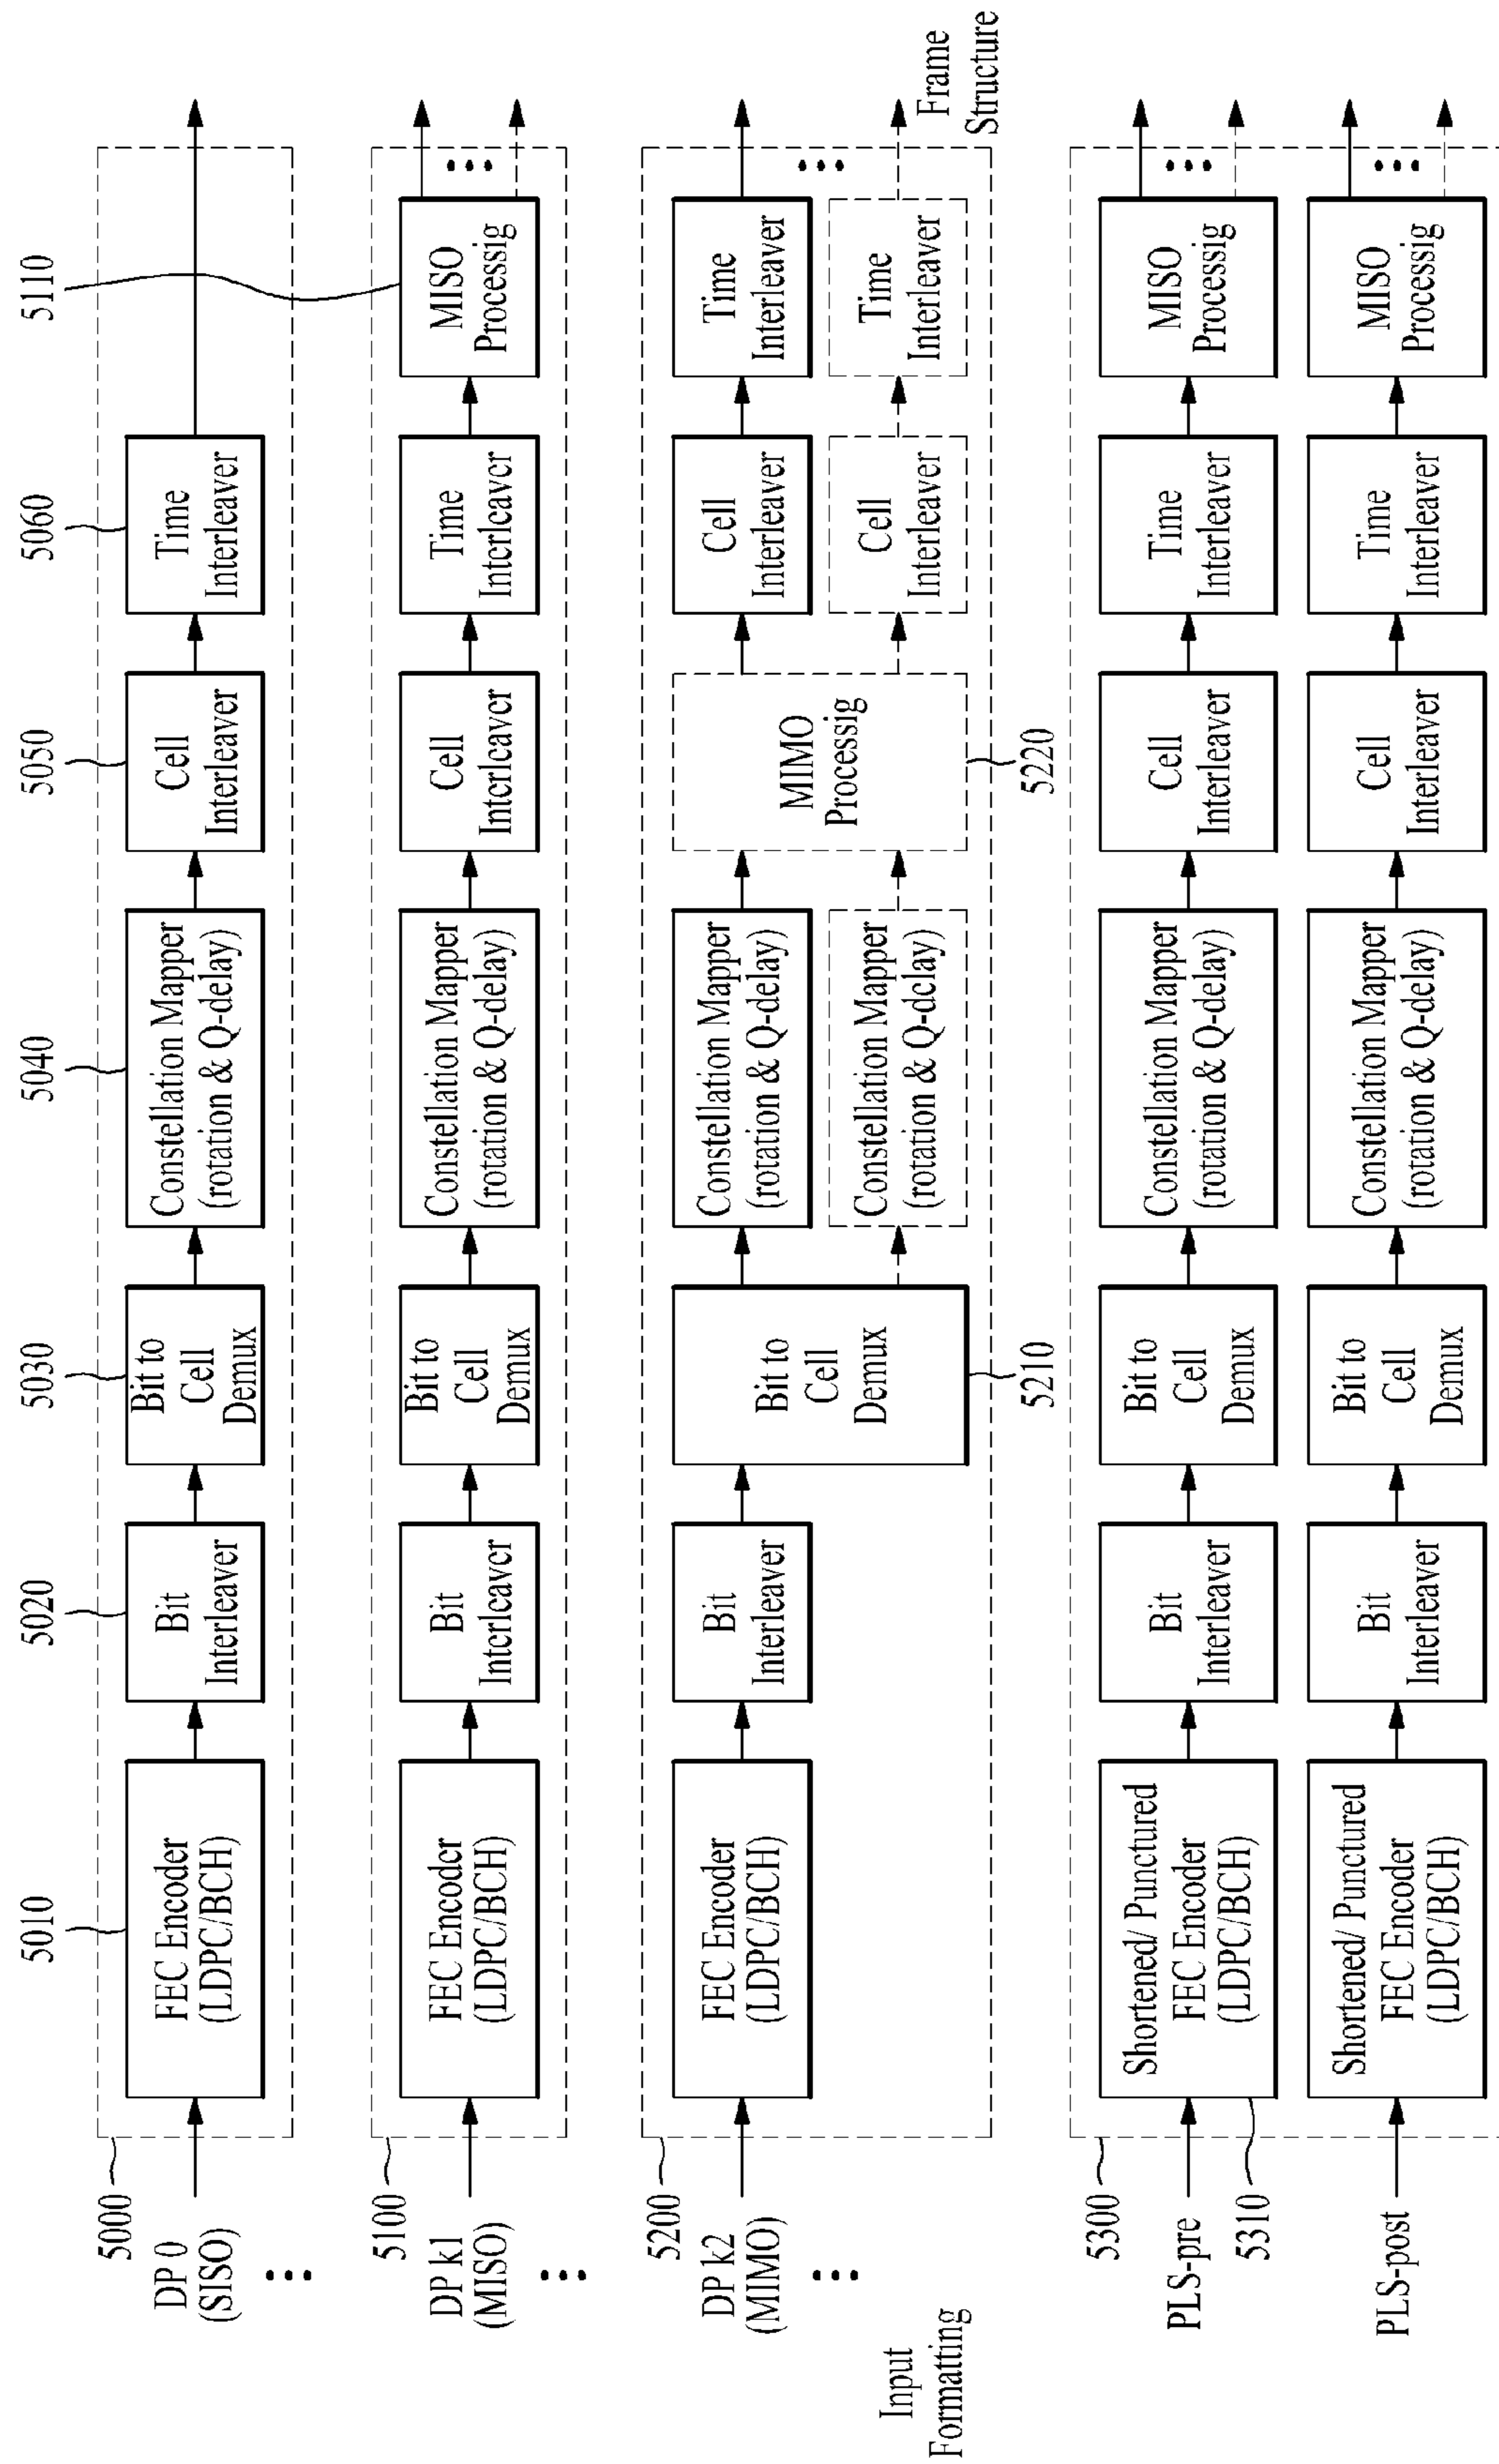 5010
5020
5030
5040
5050
5060
5110
5000
DP 0
(SISO)
FEC Encoder
(LDPC/BCH)
Bit
Interleaver
Bit to
Cell
Demux
Constellation Mapper
(rotation & Q-delay)
Cell
Interleaver
Time
Interleaver
5100
DP k1
(MISO)
FEC Encoder
(LDPC/BCH)
Bit
Interleaver
Bit to
Cell
Demux
Constellation Mapper
(rotation & Q-delay)
Cell
Interleaver
Time
Interleaver
MISO
Processig
5200
DP k2
(MIMO)
FEC Encoder
(LDPC/BCH)
Bit
Interleaver
Bit to
Cell
Demux
5210
Constellation Mapper
(rotation & Q-delay)
Constellation Mapper
(rotation & Q-delay)
MIMO
Processig
5220
Cell
Interleaver
Cell
Interleaver
Time
Interleaver
Time
Interleaver
Input
Formatting
Frame
Structure
5300
PLS-pre
5310
Shortened/ Punctured
FEC Encoder
(LDPC/BCH)
Bit
Interleaver
Bit to
Cell
Demux
Constellation Mapper
(rotation & Q-delay)
Cell
Interleaver
Time
Interleaver
MISO
Processig
PLS-post
Shortened/ Punctured
FEC Encoder
(LDPC/BCH)
Bit
Interleaver
Bit to
Cell
Demux
Constellation Mapper
(rotation & Q-delay)
Cell
Interleaver
Time
Interleaver
MISO
Processig